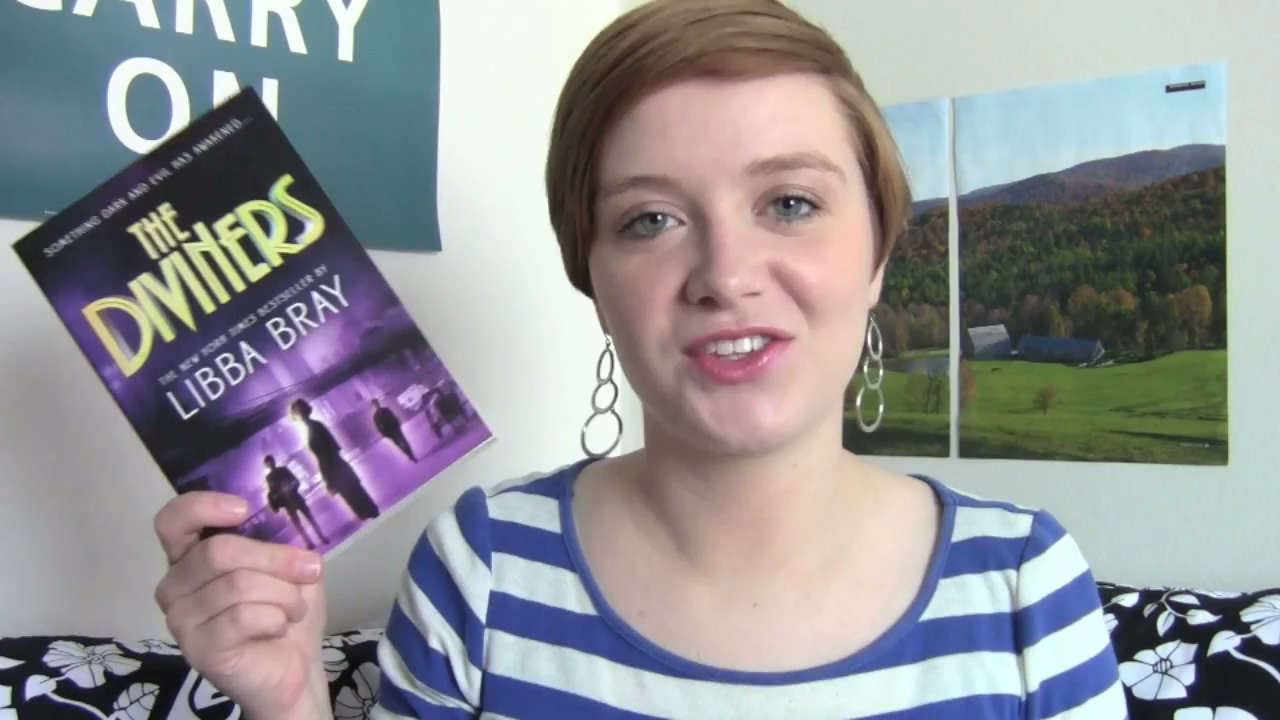 CARRY
ON
SOMETHING DARK AND EVIL HAS AWAKENED...
THE
DIVINERS
THE NEW YORK TIMES BESTSELLER BY
LIBBA BRAY